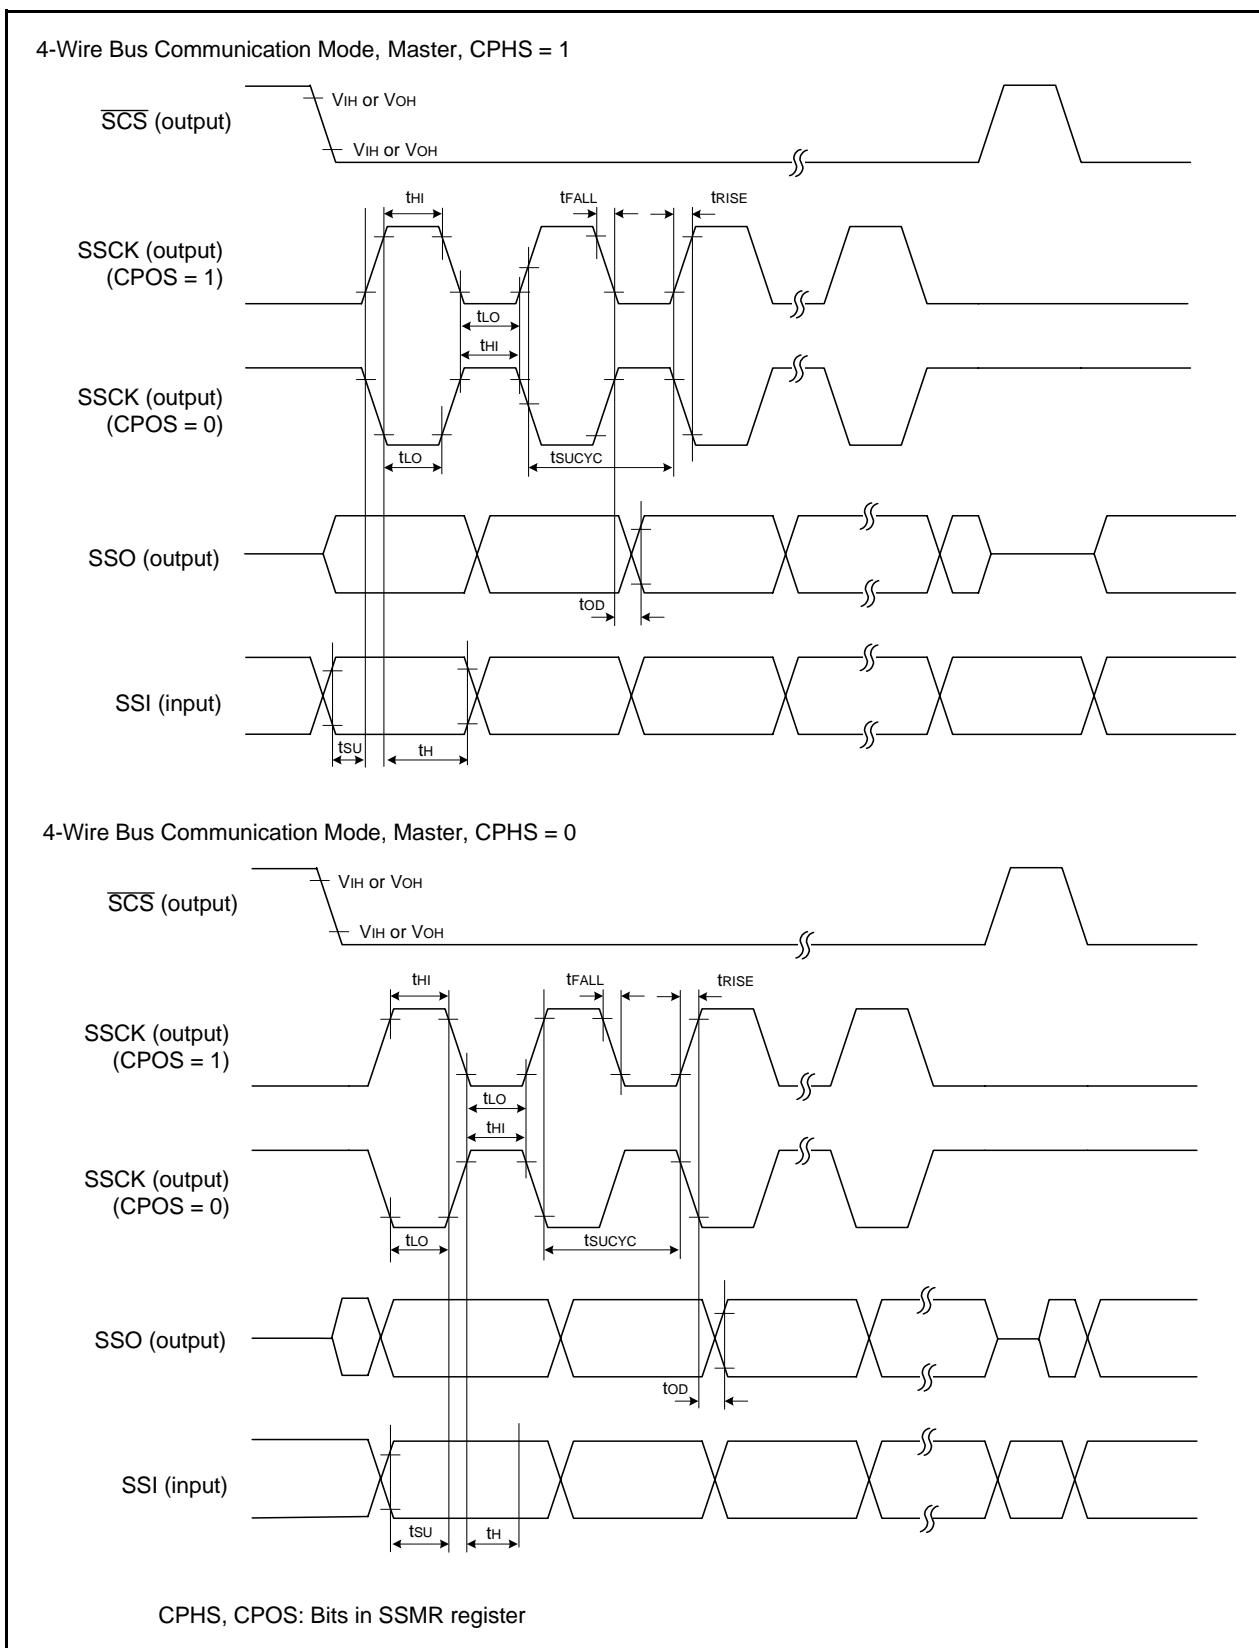 4-Wire Bus Communication Mode, Master, CPHS = 1
VIH or VOH
SCS (output)
VIH or VOH
tHI
tFALL
tRISE
SSCK (output)
(CPOS = 1)
tLO
tHI
SSCK (output)
(CPOS = 0)
tLO
tSUCYC
SSO (output)
tOD
SSI (input)
tSU
tH
4-Wire Bus Communication Mode, Master, CPHS = 0
VIH or VOH
SCS (output)
VIH or VOH
tHI
tFALL
tRISE
SSCK (output)
(CPOS = 1)
tLO
tHI
SSCK (output)
(CPOS = 0)
tLO
tSUCYC
SSO (output)
tOD
SSI (input)
tSU
tH
CPHS, CPOS: Bits in SSMR register